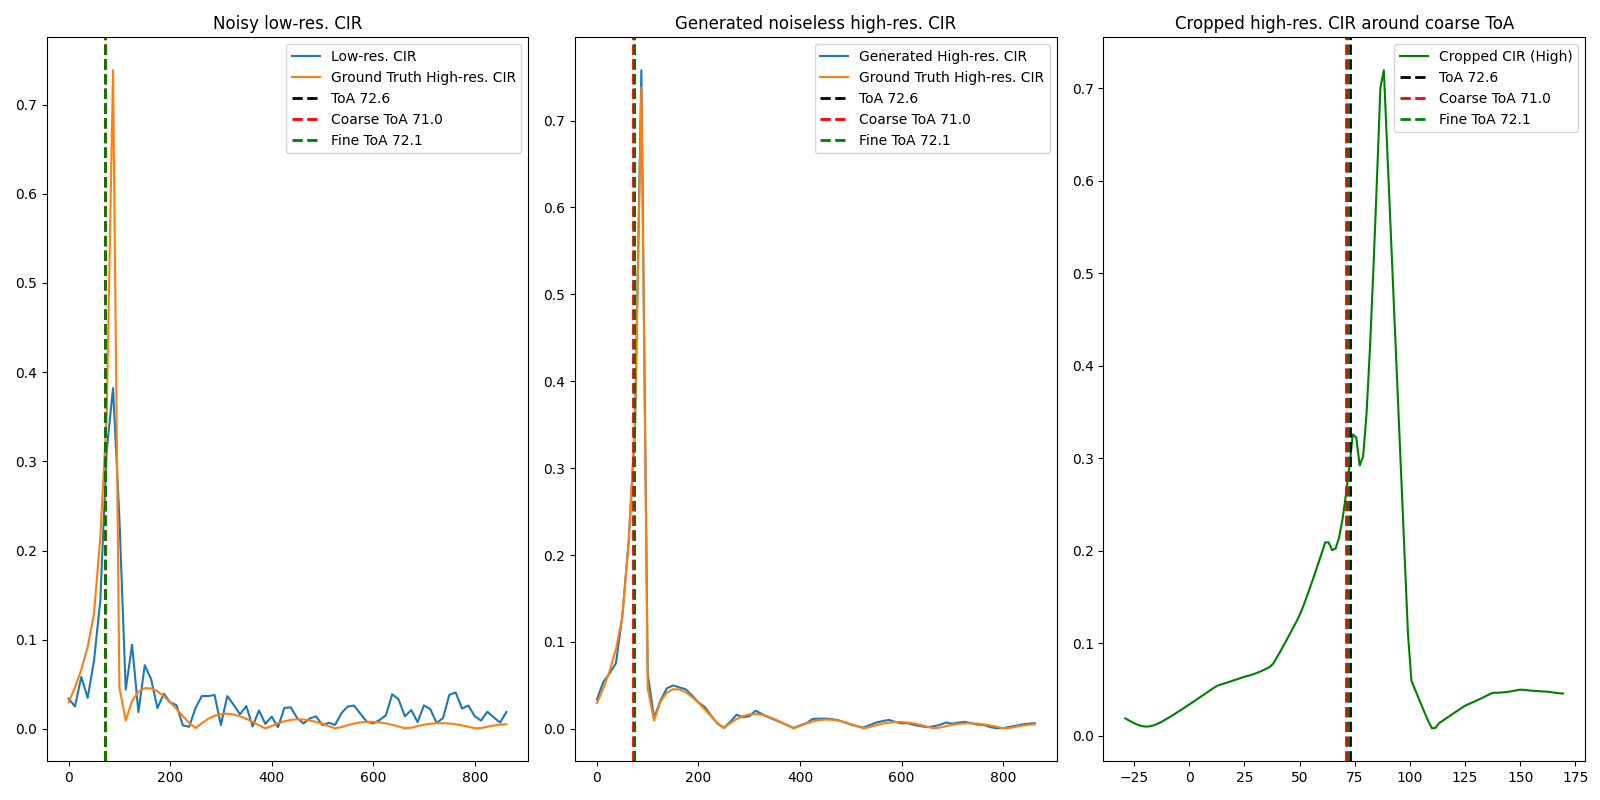 Noisy low-res. CIR
Low-res. CIR
Ground Truth High-res. CIR
ToA 72.6
Coarse ToA 71.0
Fine ToA 72.1
0.7
0.6
0.5
0.4
0.3
0.2
0.1
0.0
0 200 400 600 800
Generated noiseless high-res. CIR
Generated High-res. CIR
Ground Truth High-res. CIR
ToA 72.6
Coarse ToA 71.0
Fine ToA 72.1
0.7
0.6
0.5
0.4
0.3
0.2
0.1
0.0
0 200 400 600 800
Cropped high-res. CIR around coarse ToA
Cropped CIR (High)
ToA 72.6
Coarse ToA 71.0
Fine ToA 72.1
0.7
0.6
0.5
0.4
0.3
0.2
0.1
0.0
−25 0 25 50 75 100 125 150 175